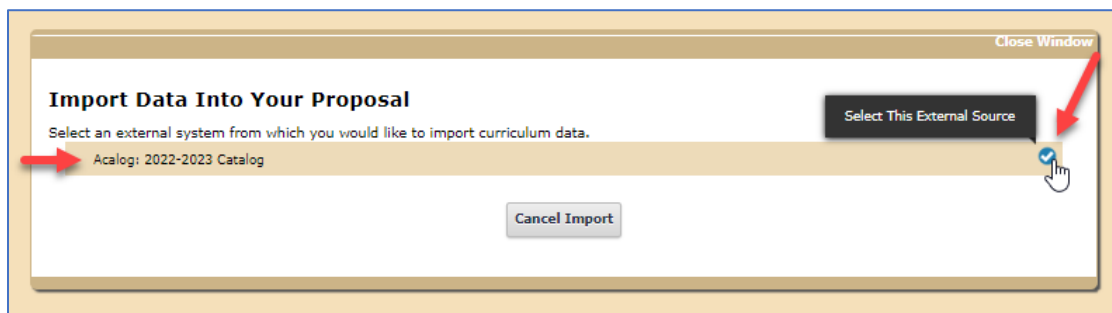 Close Window
Import Data Into Your Proposal
Select This External Source
Select an external system from which you would like to import curriculum data.
Acalog: 2022-2023 Catalog
Cancel Import